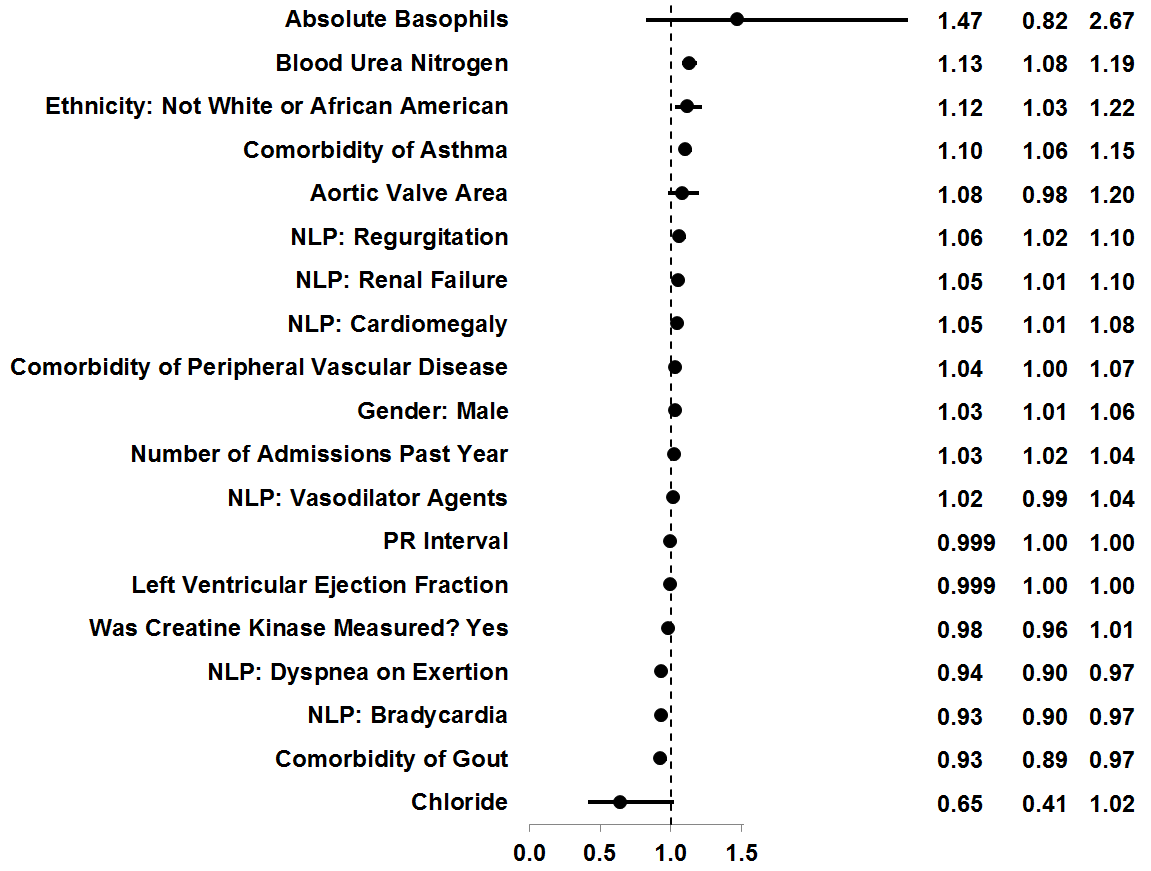 Absolute Basophils 1.47 0.82 2.67
Blood Urea Nitrogen 1.13 1.08 1.19
Ethnicity: Not White or African American 1.12 1.03 1.22
Comorbidity of Asthma 1.10 1.06 1.15
Aortic Valve Area 1.08 0.98 1.20
NLP: Regurgitation 1.06 1.02 1.10
NLP: Renal Failure 1.05 1.01 1.10
NLP: Cardiomegaly 1.05 1.01 1.08
Comorbidity of Peripheral Vascular Disease 1.04 1.00 1.07
Gender: Male 1.03 1.01 1.06
Number of Admissions Past Year 1.03 1.02 1.04
NLP: Vasodilator Agents 1.02 0.99 1.04
PR Interval 0.999 1.00 1.00
Left Ventricular Ejection Fraction 0.999 1.00 1.00
Was Creatine Kinase Measured? Yes 0.98 0.96 1.01
NLP: Dyspnea on Exertion 0.94 0.90 0.97
NLP: Bradycardia 0.93 0.90 0.97
Comorbidity of Gout 0.93 0.89 0.97
Chloride 0.65 0.41 1.02
0.0 0.5 1.0 1.5